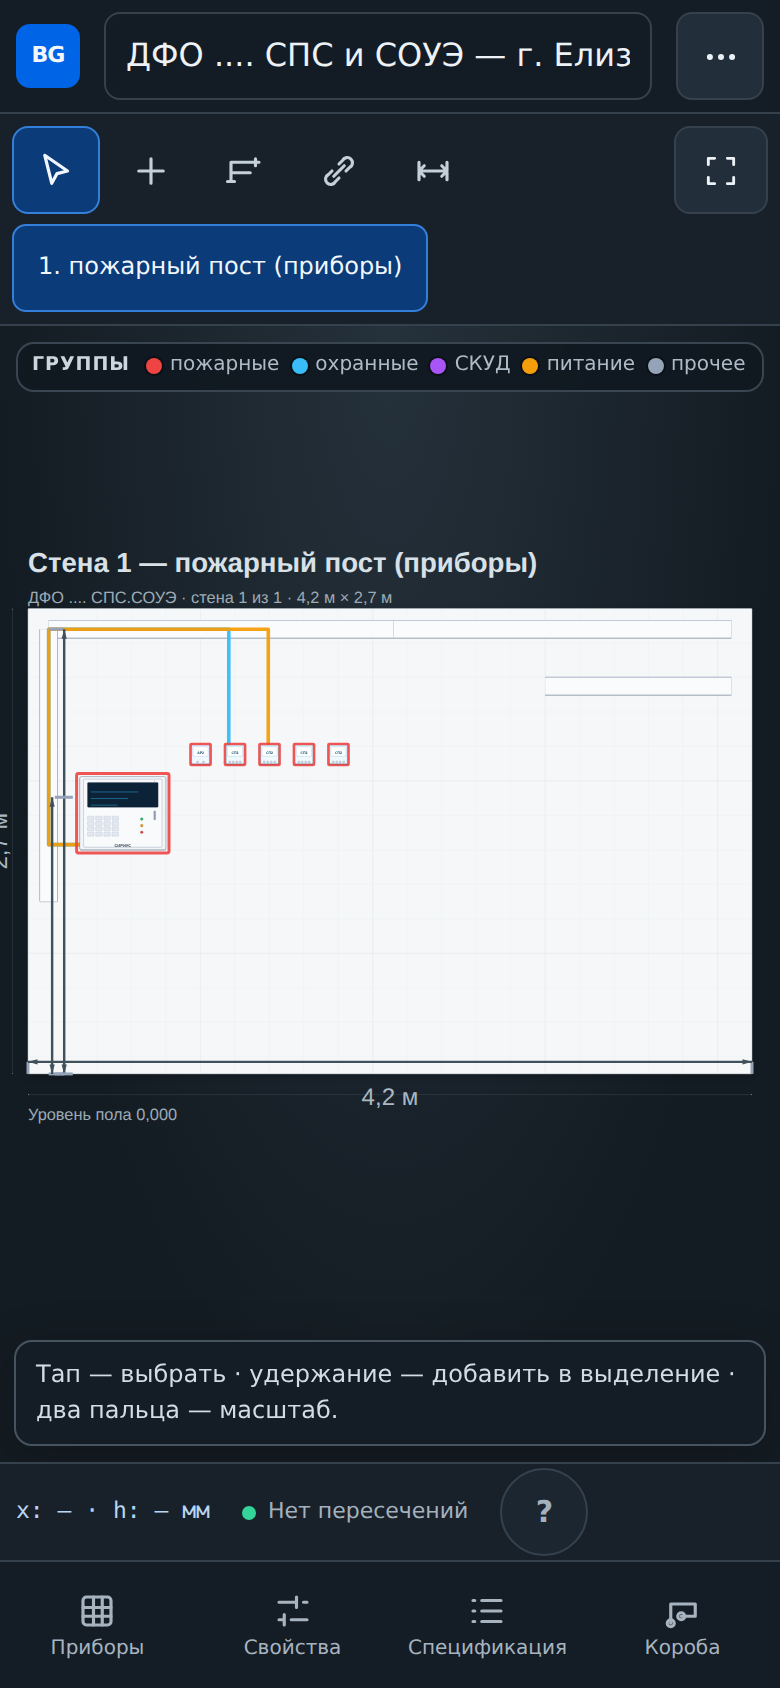 BG
ДФО .... СПС и СОУЭ — г. Елиз
1. пожарный пост (приборы)
ГРУППЫ пожарные охранные СКУД питание прочее
Стена 1 — пожарный пост (приборы)
ДФО .... СПС.СОУЭ · стена 1 из 1 · 4,2 м × 2,7 м
2,7 м
4,2 м
Уровень пола 0,000
Тап — выбрать · удержание — добавить в выделение ·
два пальца — масштаб.
x: — · h: — мм Нет пересечений ?
Приборы Свойства Спецификация Короба